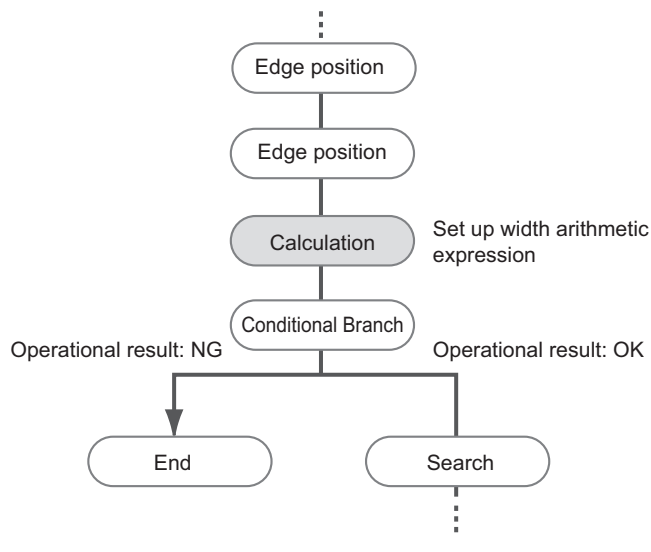 Edge position
Edge position
Calculation
Set up width arithmetic
expression
Conditional Branch
Operational result: NG
Operational result: OK
End
Search